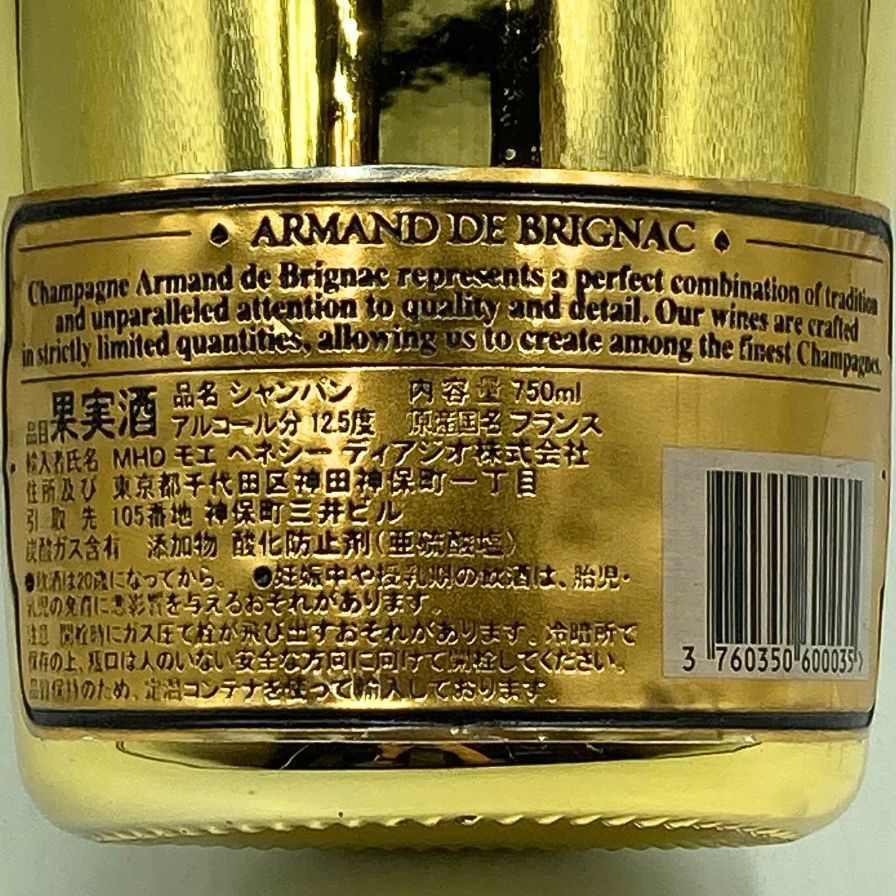 ARMAND DE BRIGNAC
Champagne Armand de Brignac represents a perfect combination of tradition
and unparalleled attention to quality and detail. Our wines are crafted
in strictly limited quantities, allowing us to create among the finest Champagnes.
品目 果実酒 品名 シャンパン 内容量 750ml
アルコール分 12.5度 原産国名 フランス
輸入者氏名 MHD モエ ヘネシー ディアジオ株式会社
住所及び 東京都千代田区神田神保町一丁目
引取先 105番地 神保町三井ビル
炭酸ガス含有 添加物 酸化防止剤(亜硫酸塩)
●飲酒は20歳になってから。 ●妊娠中や授乳期の飲酒は、胎児・
乳児の発育に悪影響を与えるおそれがあります。
注意 開栓時にガス圧で栓が飛び出すおそれがあります。冷暗所で
保存の上、瓶口は人のいない安全な方向に向けて開栓してください。
品質保持のため、定温コンテナを使って輸入しております。
3 760350 600035 >